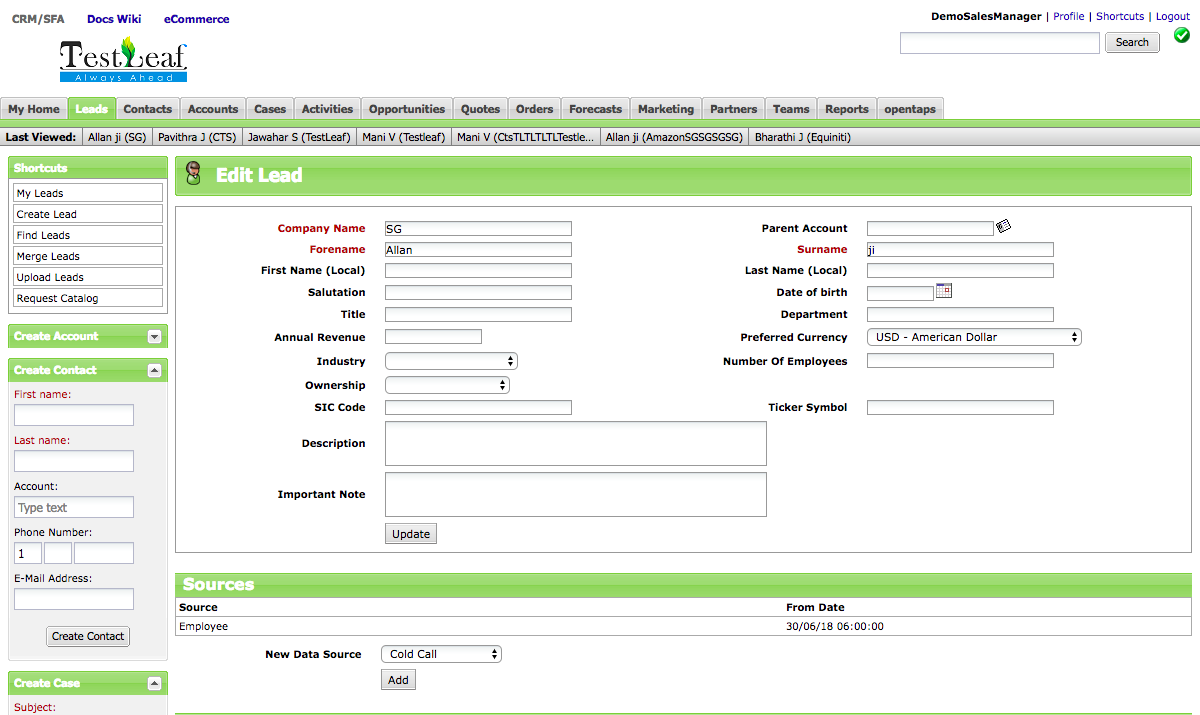 CRM/SFA Docs Wiki eCommerce
DemoSalesManager | Profile | Shortcuts | Logout
Search
TestLeaf
Always Ahead
My Home Leads Contacts Accounts Cases Activities Opportunities Quotes Orders Forecasts Marketing Partners Teams Reports opentaps
Last Viewed: Allan ji (SG) Pavithra J (CTS) Jawahar S (TestLeaf) Mani V (Testleaf) Mani V (CtsTLTLTLTLTestle... Allan ji (AmazonSGSGSGSG) Bharathi J (Equiniti)
Shortcuts
My Leads
Create Lead
Find Leads
Merge Leads
Upload Leads
Request Catalog
Create Account
Create Contact
First name:
Last name:
Account:
Type text
Phone Number:
1
E-Mail Address:
Create Contact
Create Case
Subject:
Edit Lead
Company Name SG Parent Account
Forename Allan Surname ji
First Name (Local) Last Name (Local)
Salutation Date of birth
Title Department
Annual Revenue Preferred Currency USD - American Dollar
Industry Number Of Employees
Ownership
SIC Code Ticker Symbol
Description
Important Note
Update
Sources
Source From Date
Employee 30/06/18 06:00:00
New Data Source Cold Call
Add